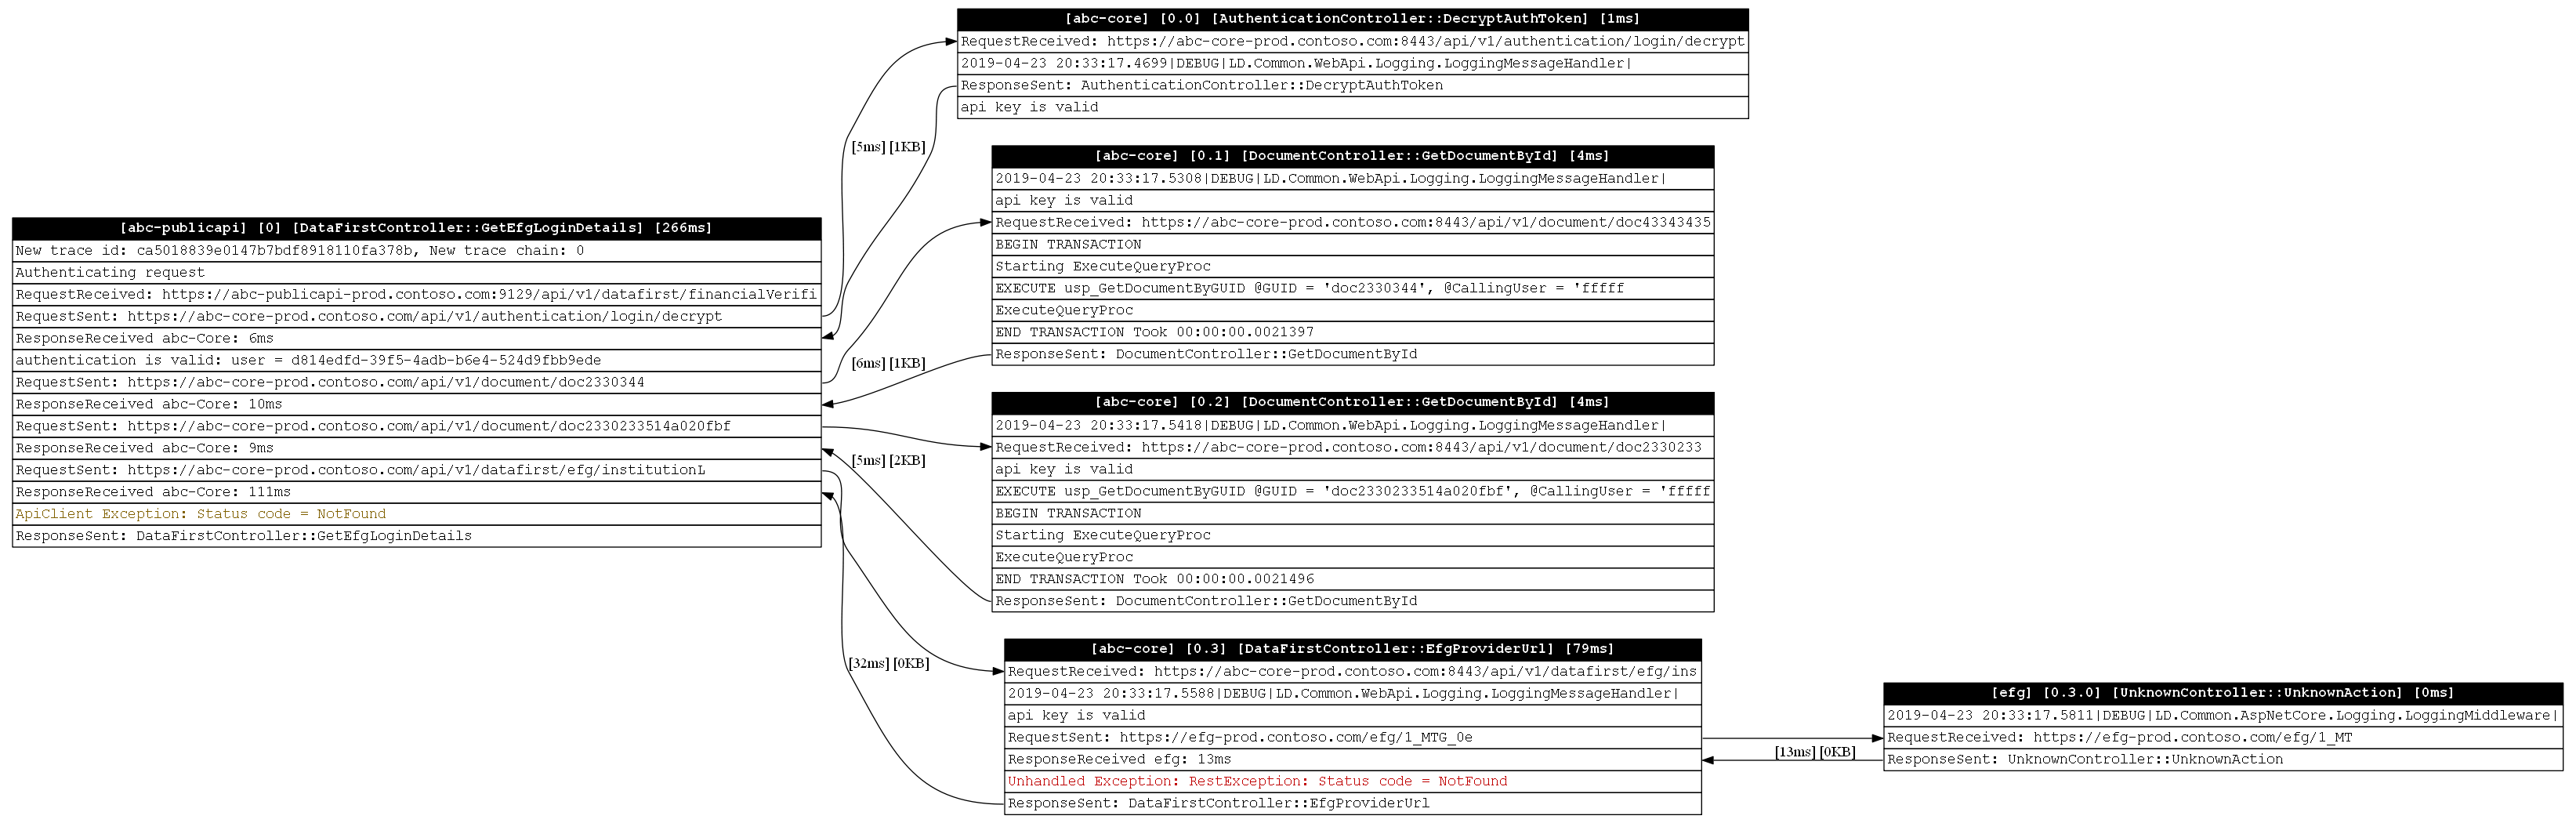 [abc-publicapi] [0] [DataFirstController::GetEfgLoginDetails] [266ms]
New trace id: ca5018839e0147b7bdf8918110fa378b, New trace chain: 0
Authenticating request
RequestReceived: https://abc-publicapi-prod.contoso.com:9129/api/v1/datafirst/financialVerifi
RequestSent: https://abc-core-prod.contoso.com/api/v1/authentication/login/decrypt
ResponseReceived abc-Core: 6ms
authentication is valid: user = d814edfd-39f5-4adb-b6e4-524d9fbb9ede
RequestSent: https://abc-core-prod.contoso.com/api/v1/document/doc2330344
ResponseReceived abc-Core: 10ms
RequestSent: https://abc-core-prod.contoso.com/api/v1/document/doc2330233514a020fbf
ResponseReceived abc-Core: 9ms
RequestSent: https://abc-core-prod.contoso.com/api/v1/datafirst/efg/institutionL
ResponseReceived abc-Core: 111ms
ApiClient Exception: Status code = NotFound
ResponseSent: DataFirstController::GetEfgLoginDetails
[5ms] [1KB]
[6ms] [1KB]
[5ms] [2KB]
[32ms] [0KB]
[abc-core] [0.0] [AuthenticationController::DecryptAuthToken] [1ms]
RequestReceived: https://abc-core-prod.contoso.com:8443/api/v1/authentication/login/decrypt
2019-04-23 20:33:17.4699|DEBUG|LD.Common.WebApi.Logging.LoggingMessageHandler|
ResponseSent: AuthenticationController::DecryptAuthToken
api key is valid
[abc-core] [0.1] [DocumentController::GetDocumentById] [4ms]
2019-04-23 20:33:17.5308|DEBUG|LD.Common.WebApi.Logging.LoggingMessageHandler|
api key is valid
RequestReceived: https://abc-core-prod.contoso.com:8443/api/v1/document/doc43343435
BEGIN TRANSACTION
Starting ExecuteQueryProc
EXECUTE usp_GetDocumentByGUID @GUID = 'doc2330344', @CallingUser = 'fffff
ExecuteQueryProc
END TRANSACTION Took 00:00:00.0021397
ResponseSent: DocumentController::GetDocumentById
[abc-core] [0.2] [DocumentController::GetDocumentById] [4ms]
2019-04-23 20:33:17.5418|DEBUG|LD.Common.WebApi.Logging.LoggingMessageHandler|
RequestReceived: https://abc-core-prod.contoso.com:8443/api/v1/document/doc2330233
api key is valid
EXECUTE usp_GetDocumentByGUID @GUID = 'doc2330233514a020fbf', @CallingUser = 'fffff
BEGIN TRANSACTION
Starting ExecuteQueryProc
ExecuteQueryProc
END TRANSACTION Took 00:00:00.0021496
ResponseSent: DocumentController::GetDocumentById
[abc-core] [0.3] [DataFirstController::EfgProviderUrl] [79ms]
RequestReceived: https://abc-core-prod.contoso.com:8443/api/v1/datafirst/efg/ins
2019-04-23 20:33:17.5588|DEBUG|LD.Common.WebApi.Logging.LoggingMessageHandler|
api key is valid
RequestSent: https://efg-prod.contoso.com/efg/1_MTG_0e
ResponseReceived efg: 13ms
Unhandled Exception: RestException: Status code = NotFound
ResponseSent: DataFirstController::EfgProviderUrl
[13ms] [0KB]
[efg] [0.3.0] [UnknownController::UnknownAction] [0ms]
2019-04-23 20:33:17.5811|DEBUG|LD.Common.AspNetCore.Logging.LoggingMiddleware|
RequestReceived: https://efg-prod.contoso.com/efg/1_MT
ResponseSent: UnknownController::UnknownAction